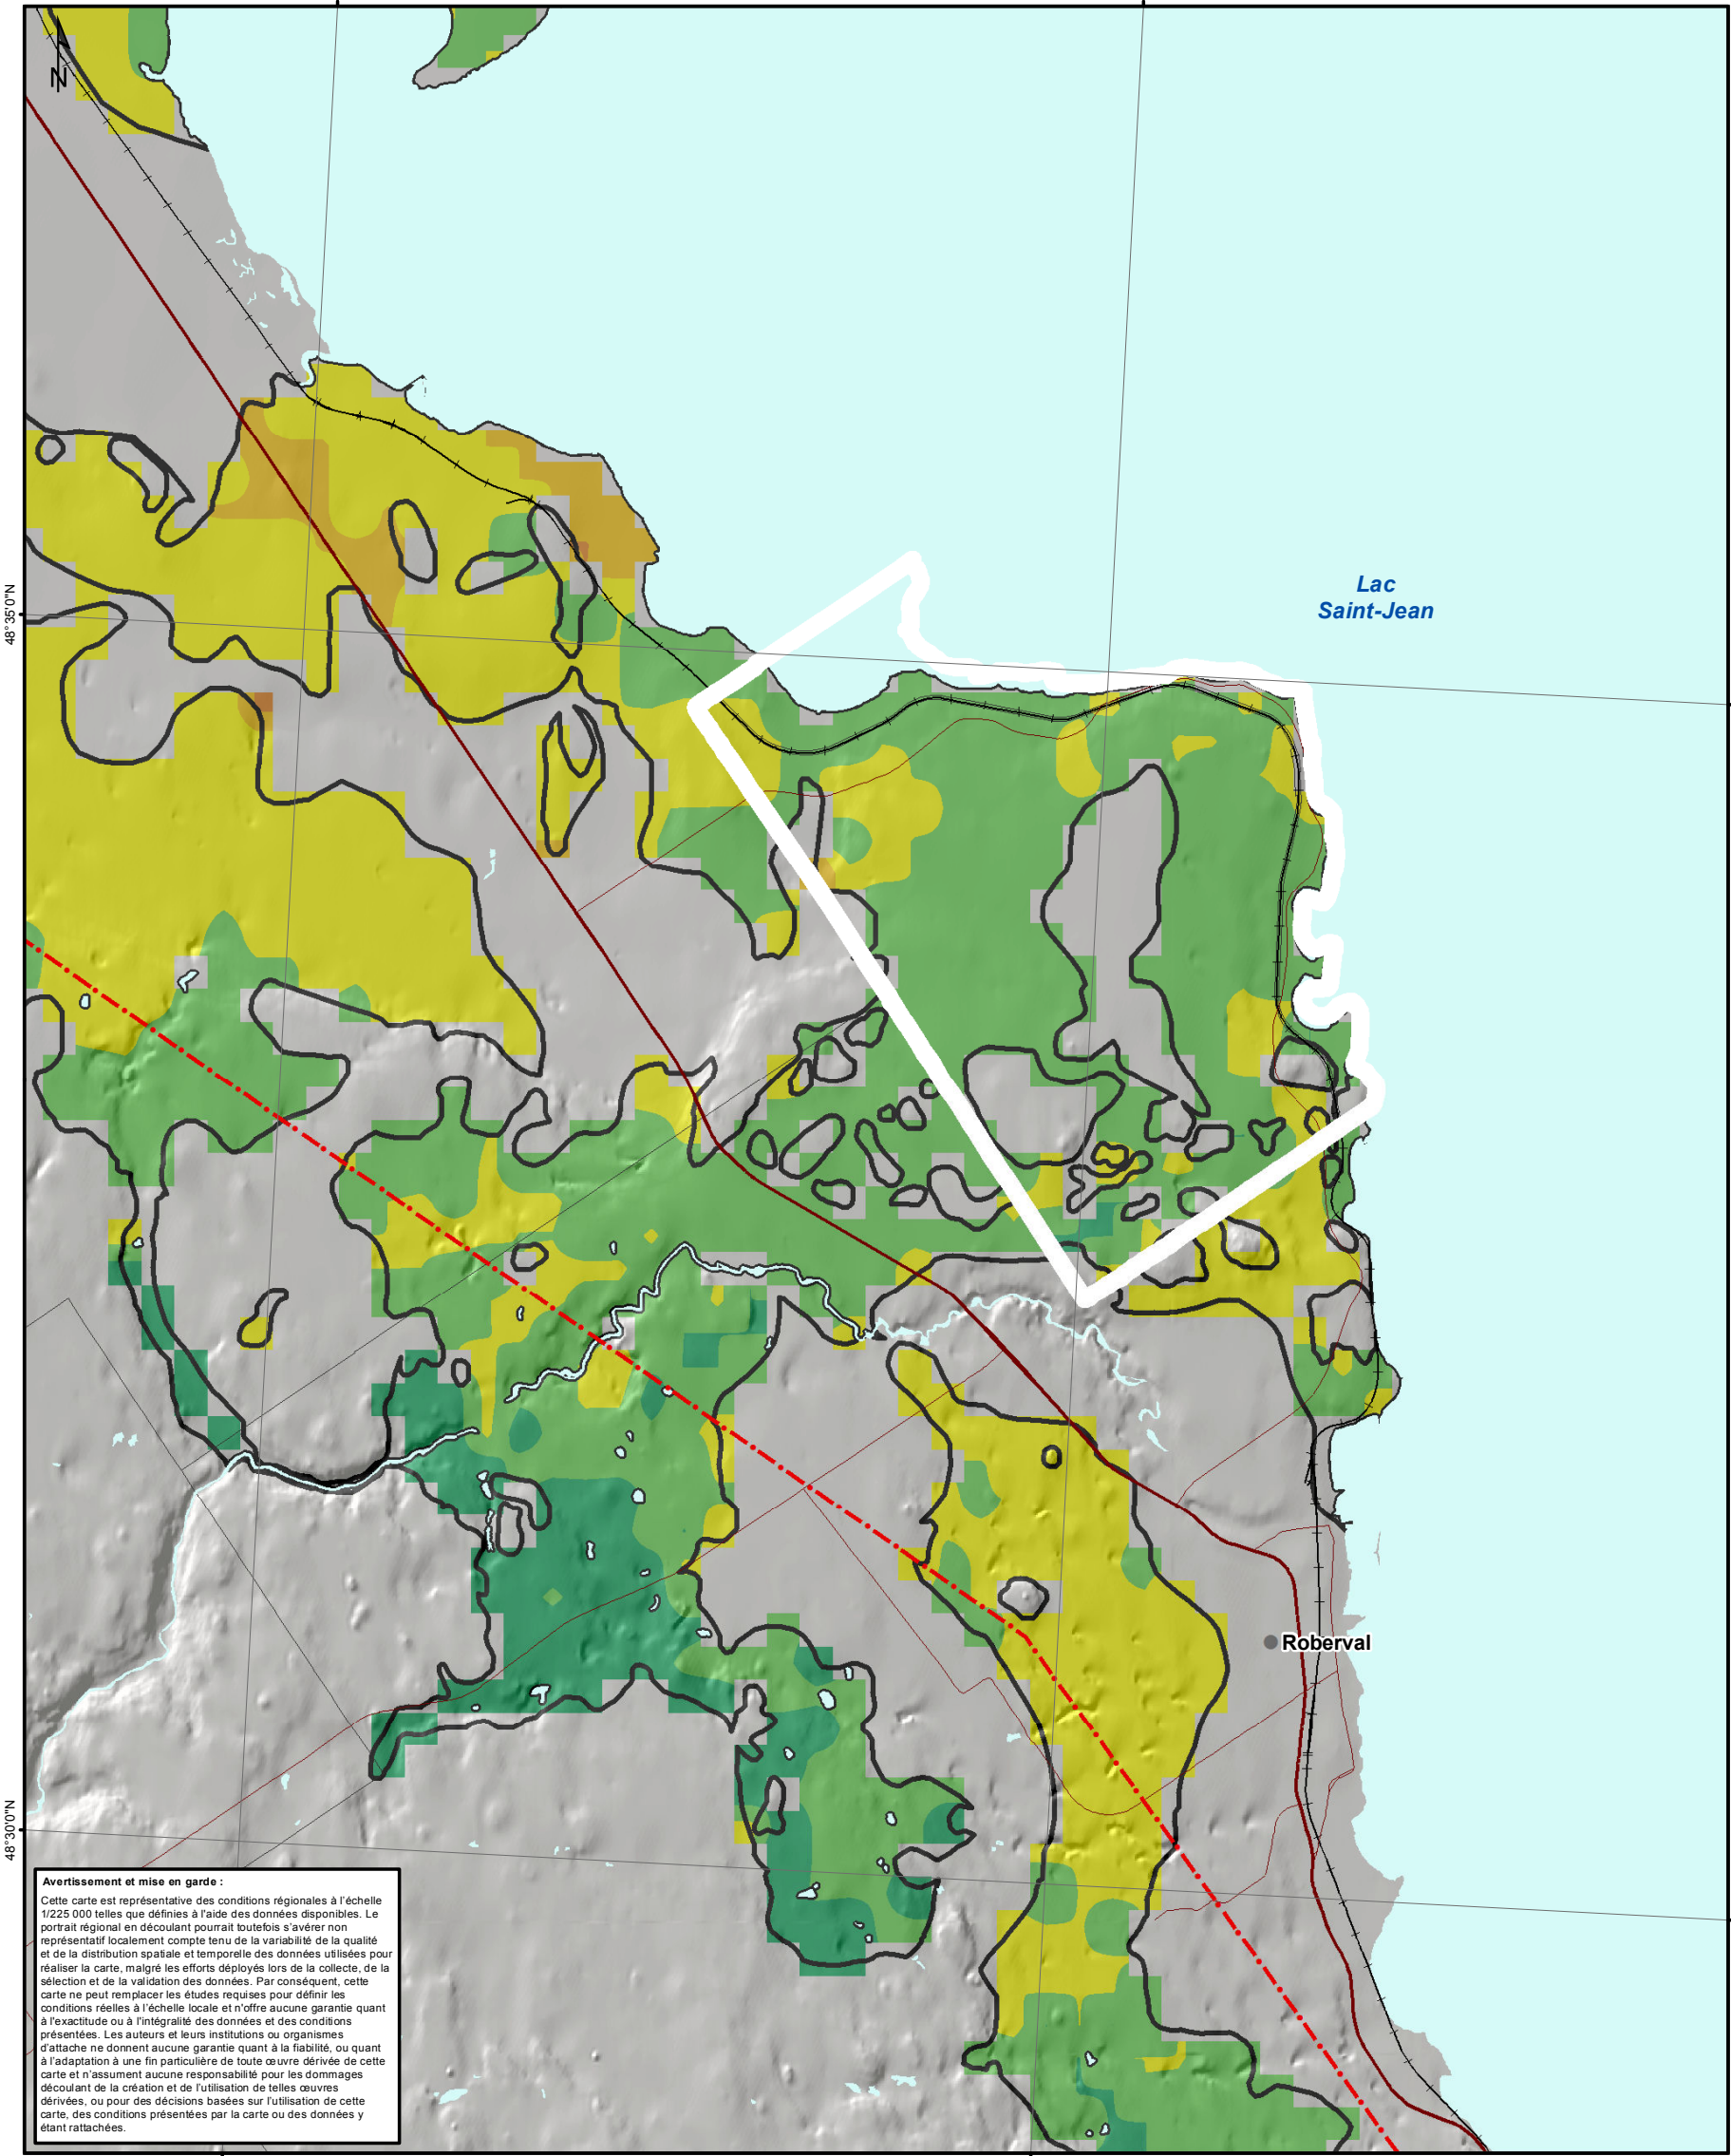 N
48°35'0"N
Lac
Saint-Jean
Roberval
48°30'0"N
Avertissement et mise en garde :
Cette carte est représentative des conditions régionales à l'échelle
1/225 000 telles que définies à l'aide des données disponibles. Le
portrait régional en découlant pourrait toutefois s'avérer non
représentatif localement compte tenu de la variabilité de la qualité
et de la distribution spatiale et temporelle des données utilisées pour
réaliser la carte, malgré les efforts déployés lors de la collecte, de la
sélection et de la validation des données. Par conséquent, cette
carte ne peut remplacer les études requises pour définir les
conditions réelles à l'échelle locale et n'offre aucune garantie quant
à l'exactitude ou à l'intégralité des données et des conditions
présentées. Les auteurs et leurs institutions ou organismes
d'attache ne donnent aucune garantie quant à la fiabilité, ou quant
à l'adaptation à une fin particulière de toute œuvre dérivée de cette
carte et n'assument aucune responsabilité pour les dommages
découlant de la création et de l'utilisation de telles œuvres
dérivées, ou pour des décisions basées sur l'utilisation de cette
carte, des conditions présentées par la carte ou des données y
étant rattachées.